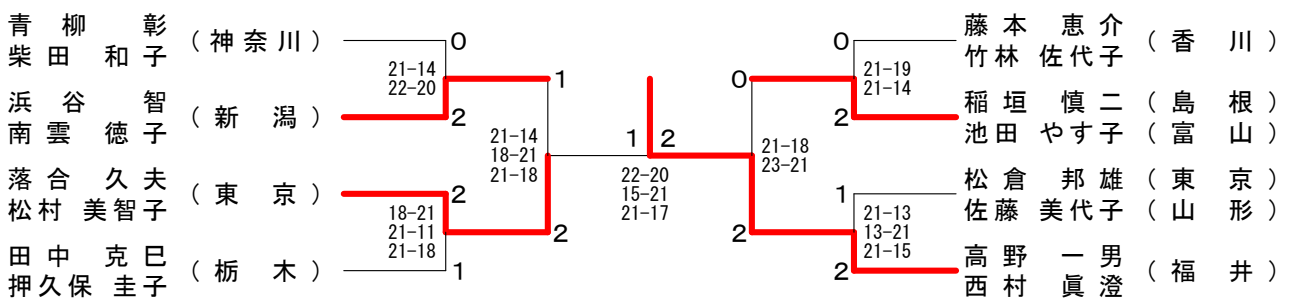 青柳 彰
柴田 和子
(神奈川)
0
21-14
22-20
浜谷 智
南雲 徳子
(新潟)
2
1
21-14
18-21
21-18
落合 久夫
松村 美智子
(東京)
2
18-21
21-11
21-18
2
田中 克巳
押久保 圭子
(栃木)
1
1
2
22-20
15-21
21-17
藤本 恵介
竹林 佐代子
(香川)
0
21-19
21-14
0
稲垣 慎二
池田 やす子
(島根)
(富山)
2
21-18
23-21
松倉 邦雄
佐藤 美代子
(東京)
(山形)
1
21-13
13-21
21-15
2
高野 一男
西村 眞澄
(福井)
2